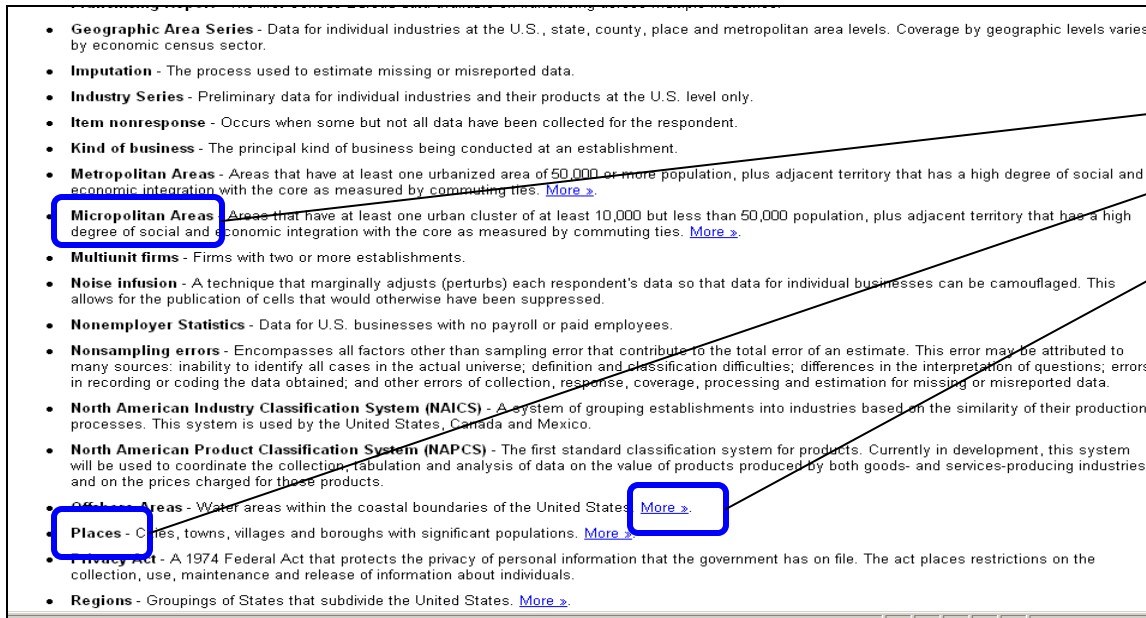 • Geographic Area Series - Data for individual industries at the U.S., state, county, place and metropolitan area levels. Coverage by geographic levels varies
by economic census sector.
• Imputation - The process used to estimate missing or misreported data.
• Industry Series - Preliminary data for individual industries and their products at the U.S. level only.
• Item nonresponse - Occurs when some but not all data have been collected for the respondent.
• Kind of business - The principal kind of business being conducted at an establishment.
• Metropolitan Areas - Areas that have at least one urbanized area of 50,000 or more population, plus adjacent territory that has a high degree of social and
economic integration with the core as measured by commuting ties. More ».
• Micropolitan Areas - Areas that have at least one urban cluster of at least 10,000 but less than 50,000 population, plus adjacent territory that has a high
degree of social and economic integration with the core as measured by commuting ties. More ».
• Multiunit firms - Firms with two or more establishments.
• Noise infusion - A technique that marginally adjusts (perturbs) each respondent's data so that data for individual businesses can be camouflaged. This
allows for the publication of cells that would otherwise have been suppressed.
• Nonemployer Statistics - Data for U.S. businesses with no payroll or paid employees.
• Nonsampling errors - Encompasses all factors other than sampling error that contribute to the total error of an estimate. This error may be attributed to
many sources: inability to identify all cases in the actual universe; definition and classification difficulties; differences in the interpretation of questions; errors
in recording or coding the data obtained; and other errors of collection, response, coverage, processing and estimation for missing or misreported data.
• North American Industry Classification System (NAICS) - A system of grouping establishments into industries based on the similarity of their production
processes. This system is used by the United States, Canada and Mexico.
• North American Product Classification System (NAPCS) - The first standard classification system for products. Currently in development, this system
will be used to coordinate the collection, tabulation and analysis of data on the value of products produced by both goods- and services-producing industries
and on the prices charged for those products.
• Offshore Areas - Water areas within the coastal boundaries of the United States. More ».
• Places - Cities, towns, villages and boroughs with significant populations. More ».
• Privacy Act - A 1974 Federal Act that protects the privacy of personal information that the government has on file. The act places restrictions on the
collection, use, maintenance and release of information about individuals.
• Regions - Groupings of States that subdivide the United States. More ».